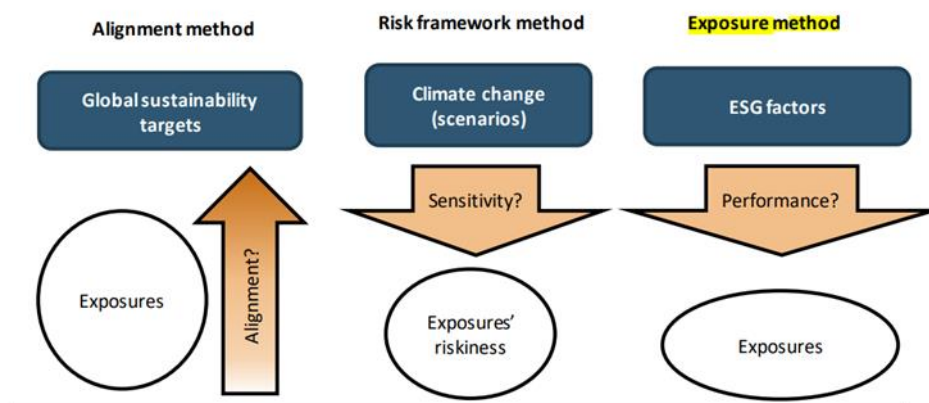 Alignment method
Risk framework method
Exposure method
Global sustainability
targets
Climate change
(scenarios)
ESG factors
Sensitivity?
Performance?
Alignment?
Exposures
Exposures'
riskiness
Exposures